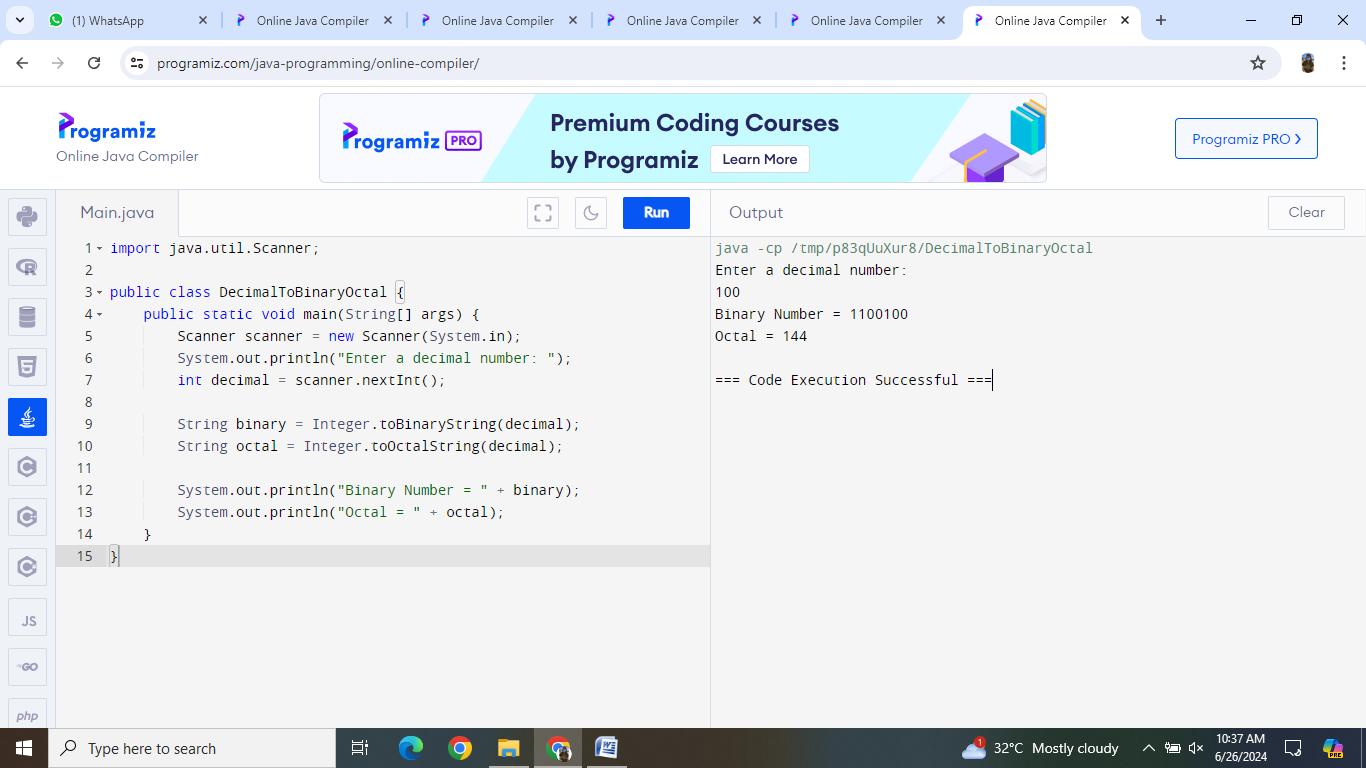 (1) WhatsApp
Online Java Compiler
Online Java Compiler
Online Java Compiler
Online Java Compiler
Online Java Compiler
programiz.com/java-programming/online-compiler/
Programiz
Online Java Compiler
Programiz PRO
Premium Coding Courses
by Programiz
Learn More
Programiz PRO
Main.java
Run
Output
Clear
1 import java.util.Scanner;
2
3 public class DecimalToBinaryOctal {
4 public static void main(String[] args) {
5 Scanner scanner = new Scanner(System.in);
6 System.out.println("Enter a decimal number: ");
7 int decimal = scanner.nextInt();
8
9 String binary = Integer.toBinaryString(decimal);
10 String octal = Integer.toOctalString(decimal);
11
12 System.out.println("Binary Number = " + binary);
13 System.out.println("Octal = " + octal);
14 }
15 }
java -cp /tmp/p83qUuXur8/DecimalToBinaryOctal
Enter a decimal number:
100
Binary Number = 1100100
Octal = 144
=== Code Execution Successful ===
R
5
C
C
C
JS
GO
php
Type here to search
W
1
32°C Mostly cloudy
10:37 AM
6/26/2024
PRE